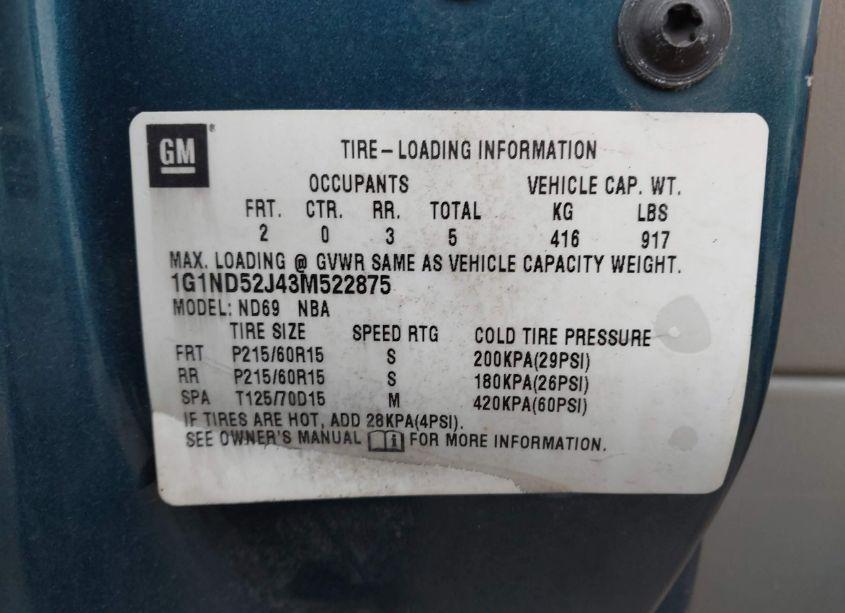 GM®
TIRE-LOADING INFORMATION
OCCUPANTS VEHICLE CAP. WT.
FRT. CTR. RR. TOTAL KG LBS
2 0 3 5 416 917
MAX. LOADING @ GVWR SAME AS VEHICLE CAPACITY WEIGHT.
1G1ND52J43M522875
MODEL: ND69 NBA
TIRE SIZE SPEED RTG COLD TIRE PRESSURE
FRT P215/60R15 S 200KPA(29PSI)
RR P215/60R15 S 180KPA(26PSI)
SPA T125/70D15 M 420KPA(60PSI)
IF TIRES ARE HOT, ADD 28KPA(4PSI).
SEE OWNER'S MANUAL i FOR MORE INFORMATION.